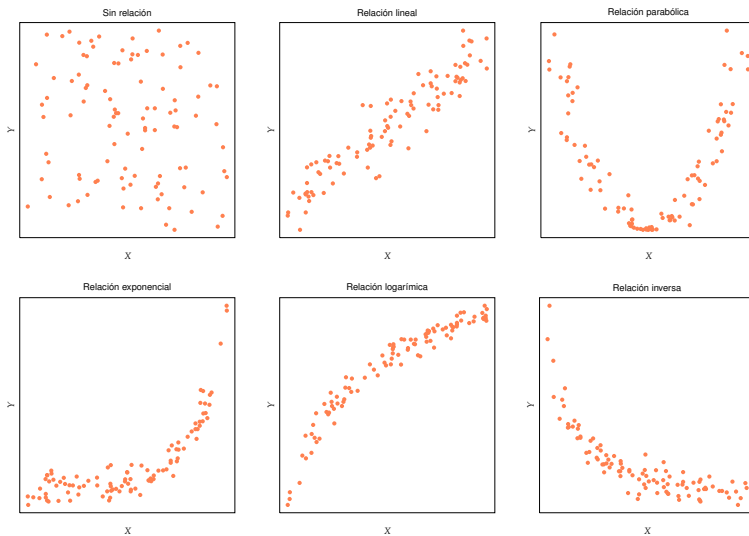 Sin relación
Relación lineal
Relación parabólica
Y
Y
Y
X
X
X
Relación exponencial
Relación logarímica
Relación inversa
Y
Y
Y
X
X
X